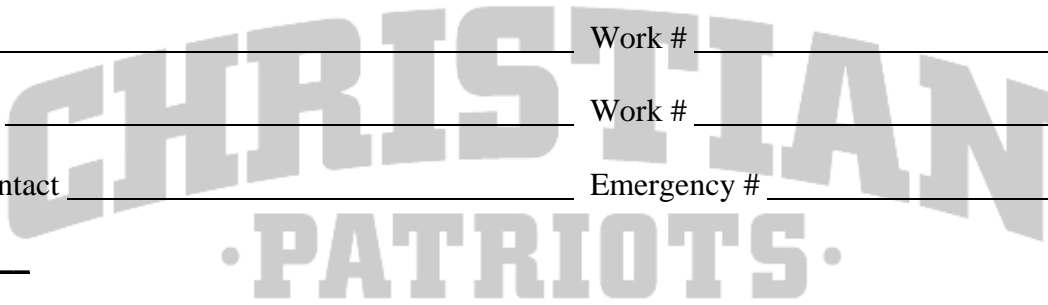 Work #
Work #
ntact Emergency #
CHRISTIAN
·PATRIOTS·